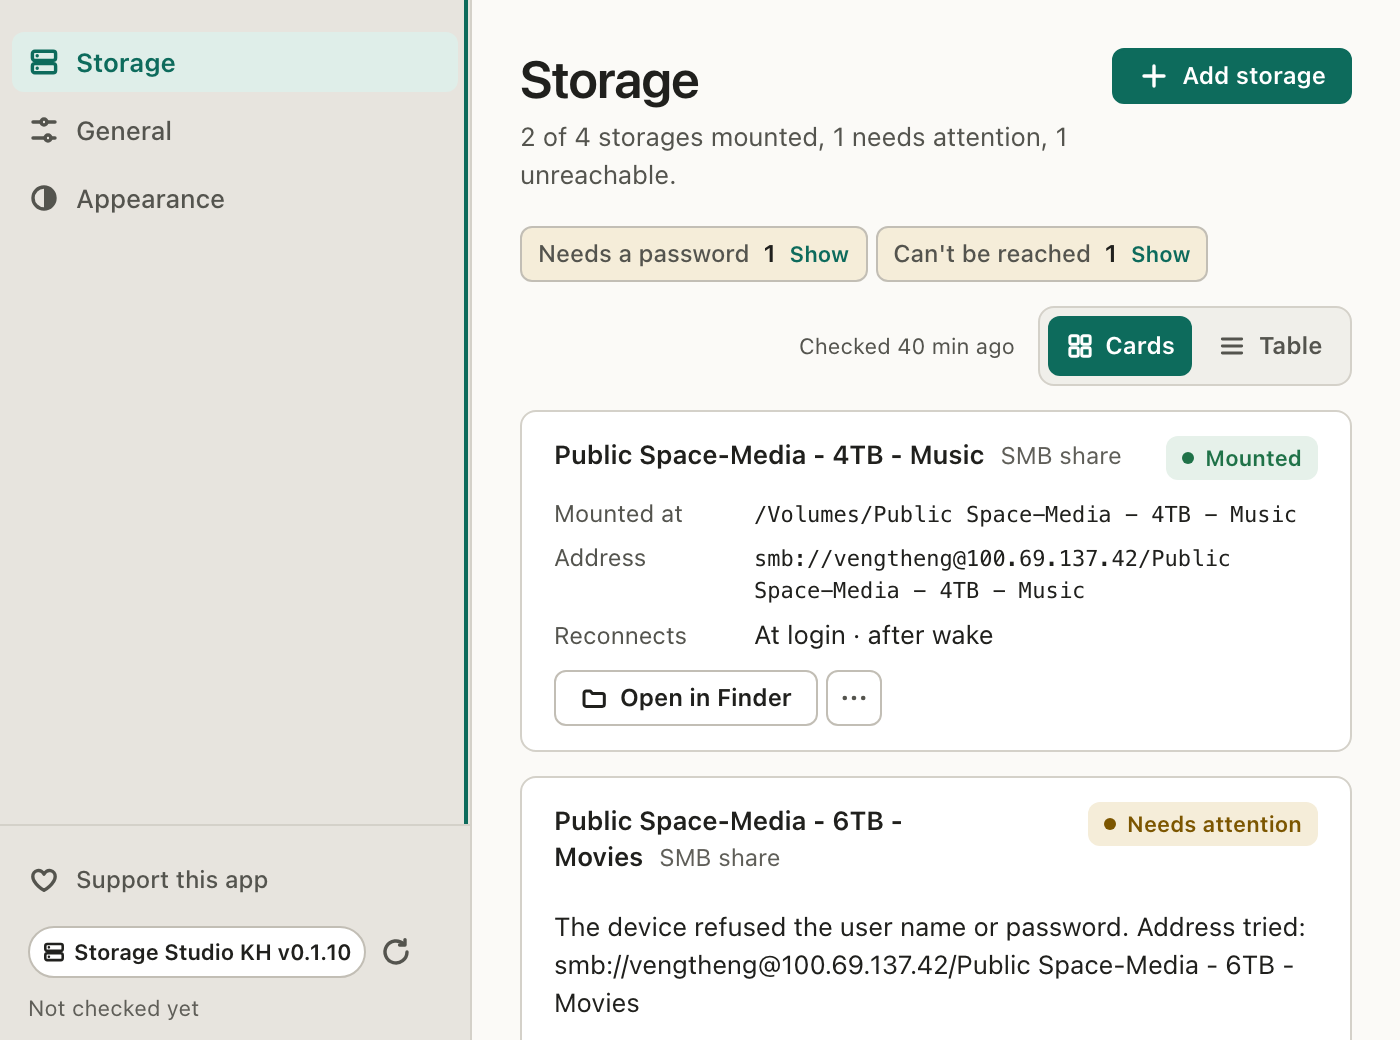 Storage
General
Appearance
Support this app
Storage Studio KH v0.1.10
Not checked yet
Storage
Add storage
2 of 4 storages mounted, 1 needs attention, 1
unreachable.
Needs a password 1 Show
Can't be reached 1 Show
Checked 40 min ago
Cards
Table
Public Space-Media - 4TB - Music SMB share
Mounted
Mounted at /Volumes/Public Space-Media - 4TB - Music
Address smb://vengtheng@100.69.137.42/Public
Space-Media - 4TB - Music
Reconnects At login · after wake
Open in Finder
Public Space-Media - 6TB -
Movies SMB share
Needs attention
The device refused the user name or password. Address tried:
smb://vengtheng@100.69.137.42/Public Space-Media - 6TB -
Movies